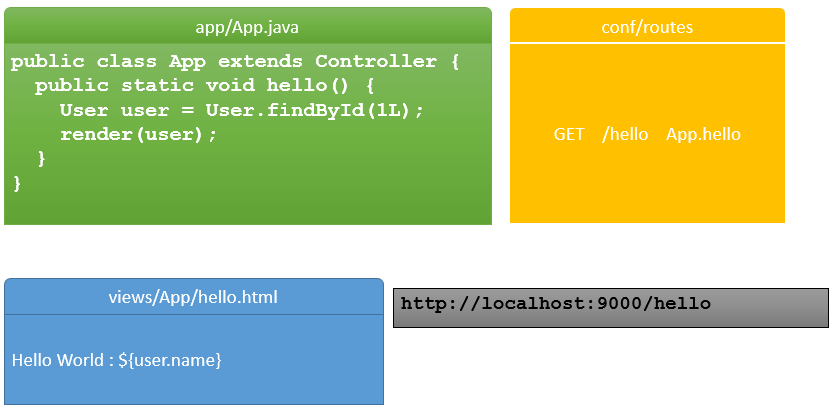 app/App.java
public class App extends Controller {
  public static void hello() {
    User user = User.findById(1L);
    render(user);
  }
}
conf/routes
GET /hello App.hello
views/App/hello.html
Hello World : ${user.name}
http://localhost:9000/hello